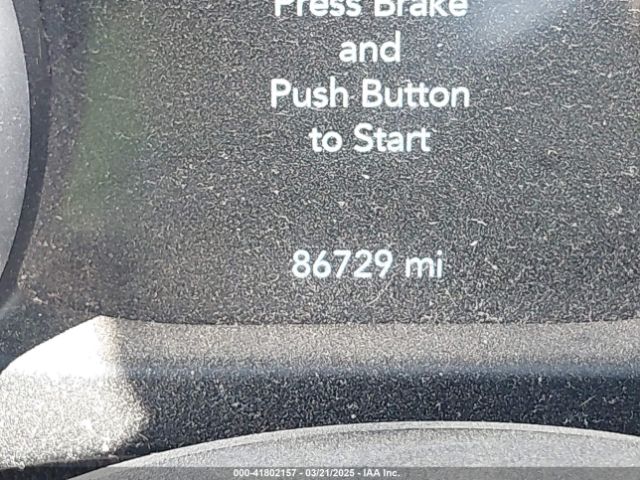 Press Brake
and
Push Button
to Start
86729 mi
000-41802157 - 03/21/2025 - IAA Inc.